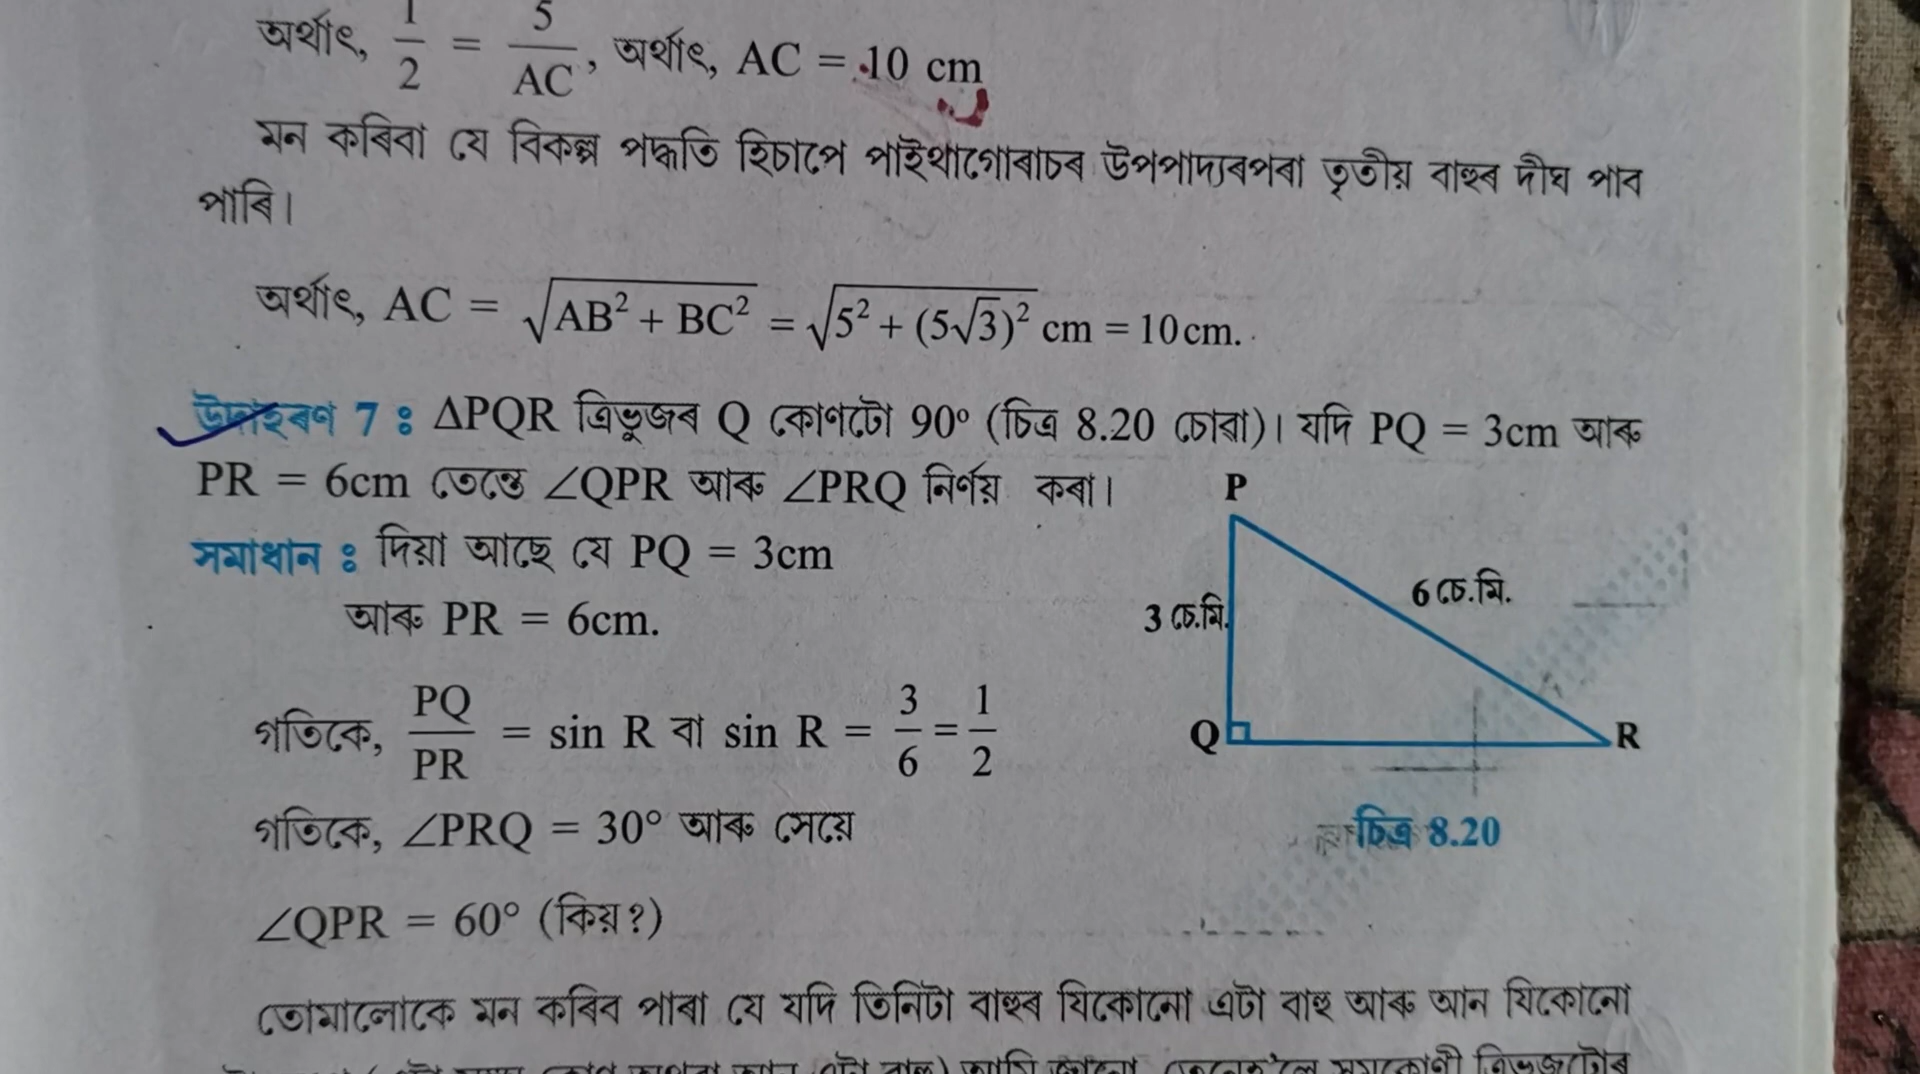 অৰ্থাৎ, 1/2 = 5/AC, অৰ্থাৎ, AC = 10 cm
মন কৰিবা যে বিকল্প পদ্ধতি হিচাপে পাইথাগোৰাচৰ উপপাদ্যৰপৰা তৃতীয় বাহুৰ দীঘ পাব
পাৰি।
অৰ্থাৎ, AC = √(AB² + BC²) = √(5² + (5√3)²) cm = 10 cm.
উদাহৰণ 7 : ΔPQR ত্ৰিভুজৰ Q কোণটো 90° (চিত্ৰ 8.20 চোৱা)। যদি PQ = 3cm আৰু
PR = 6cm তেন্তে ∠QPR আৰু ∠PRQ নিৰ্ণয় কৰা।
সমাধান : দিয়া আছে যে PQ = 3cm
আৰু PR = 6cm.
গতিকে, PQ/PR = sin R বা sin R = 3/6 = 1/2
গতিকে, ∠PRQ = 30° আৰু সেয়ে
∠QPR = 60° (কিয়?)
P
3 চে.মি.
6 চে.মি.
Q
R
চিত্ৰ 8.20
তোমালোকে মন কৰিব পাৰা যে যদি তিনিটা বাহুৰ যিকোনো এটা বাহু আৰু আন যিকোনো
সমকোণী ত্ৰিভুজটোৰ